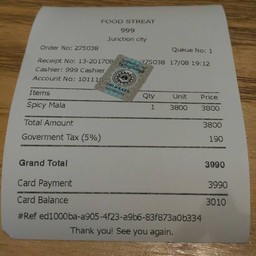 FOOD STREAT
999
Junction city
Order No: 275038 Queue No: 1
Receipt No: 13-201708 275038 17/08 19:12
Cashier: 999 Cashier
Account No: 10111
Items Qty Unit Price
Spicy Mala 1 3800 3800
Total Amount 3800
Goverment Tax (5%) 190
Grand Total 3990
Card Payment 3990
Card Balance 3010
#Ref ed1000ba-a905-4f23-a9b6-83f873a0b334
Thank you! See you again.